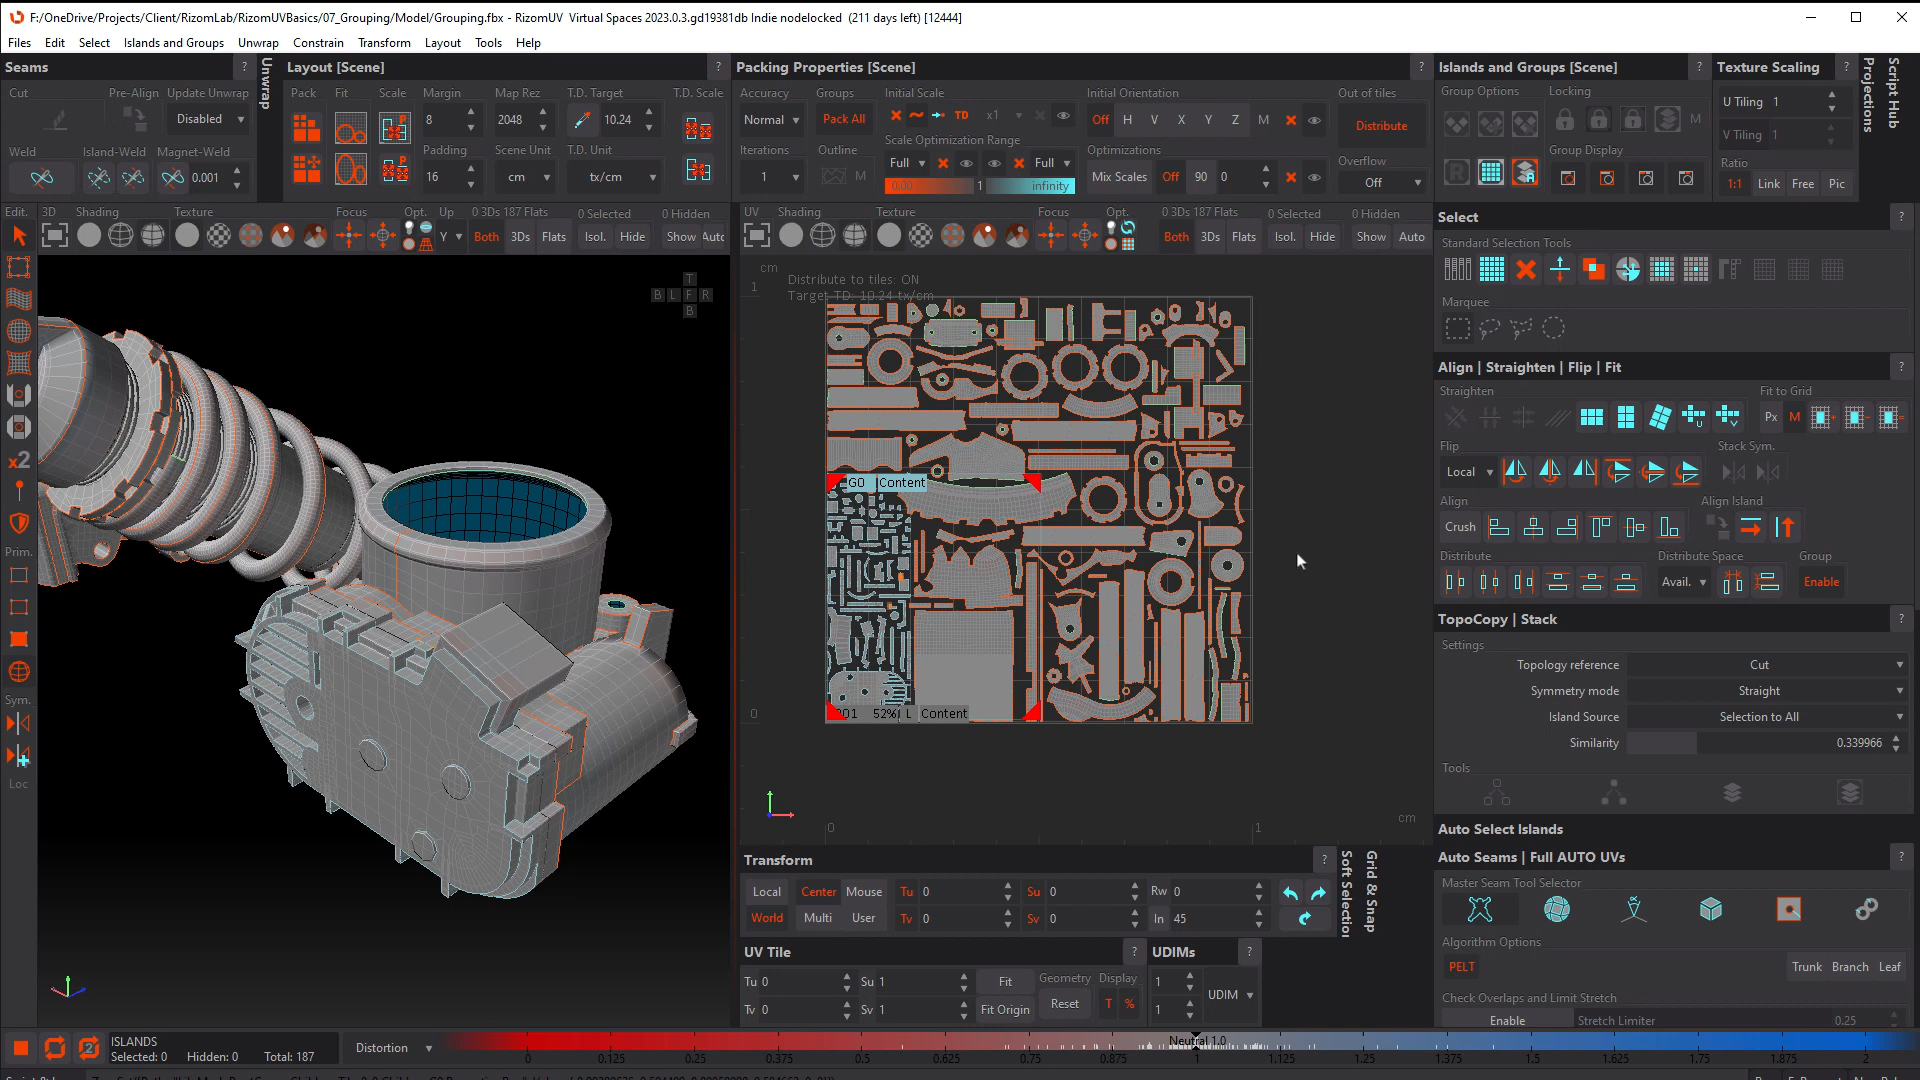 F:/OneDrive/Projects/Client/RizomLab/RizomUVBasics/07_Grouping/Model/Grouping.fbx - RizomUV Virtual Spaces 2023.0.3.gd19381db Indie nodelocked (211 days left) [12444]
Files Edit Select Islands and Groups Unwrap Constrain Transform Layout Tools Help
Seams ? Unwrap Layout [Scene] ? Packing Properties [Scene] ? Islands and Groups [Scene] ? Texture Scaling ? Projections Script Hub
Cut Pre-Align Update Unwrap Pack Fit Scale Margin Map Rez T.D. Target T.D. Scale Accuracy Groups Initial Scale Initial Orientation Out of tiles Group Options Locking
Disabled 8 2048 10.24 Normal Pack All TD x1 Off H V X Y Z M Distribute M U Tiling 1
Weld Island-Weld Magnet-Weld Padding Scene Unit T.D. Unit Iterations Outline Scale Optimization Range Optimizations Overflow Group Display V Tiling 1
0.001 16 cm tx/cm 1 M Full Full Mix Scales Off 90 0 Off R Ratio
0.00 1 infinity 1:1 Link Free Pic
Edit. 3D Shading Texture Focus Opt. Up 0 3Ds 187 Flats 0 Selected 0 Hidden
Y Both 3Ds Flats Isol. Hide Show Auto
UV Shading Texture Focus Opt. 0 3Ds 187 Flats 0 Selected 0 Hidden
Both 3Ds Flats Isol. Hide Show Auto
T
B L F R
B
x2
Prim.
Sym.
Loc
cm
Distribute to tiles: ON
Target TD: 10.24 tx/cm
1
G0 Content
52% L Content
0
0 1 cm
Select ?
Standard Selection Tools
Marquee
Align | Straighten | Flip | Fit ?
Straighten Fit to Grid
Px M
Flip Stack Sym.
Local
Align Align Island
Crush
Distribute Distribute Space Group
Avail. Enable
TopoCopy | Stack ?
Settings
Topology reference Cut
Symmetry mode Straight
Island Source Selection to All
Similarity 0.339966
Tools
Auto Select Islands
Auto Seams | Full AUTO UVs ?
Master Seam Tool Selector
Algorithm Options
PELT Trunk Branch Leaf
Check Overlaps and Limit Stretch
Enable Stretch Limiter 0.25
Transform ? Soft Selection Grid & Snap
Local Center Mouse Tu 0 Su 0 Rw 0
World Multi User Tv 0 Sv 0 In 45
UV Tile ? UDIMs ?
Tu 0 Su 1 Fit Geometry Display 1
Tv 0 Sv 1 Fit Origin Reset T % 1 UDIM
2 ISLANDS
Selected: 0 Hidden: 0 Total: 187 Distortion
Neutral 1.0
0 0.125 0.25 0.375 0.5 0.625 0.75 0.875 1 1.125 1.25 1.375 1.5 1.625 1.75 1.875 2